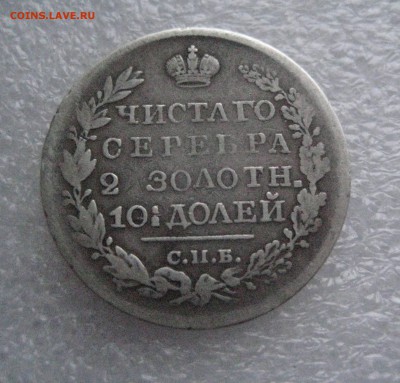 COINS.LAVE.RU
ЧИСТАГО
СЕРЕБРА
2 ЗОЛОТН.
10½ ДОЛЕЙ
С.П.Б.